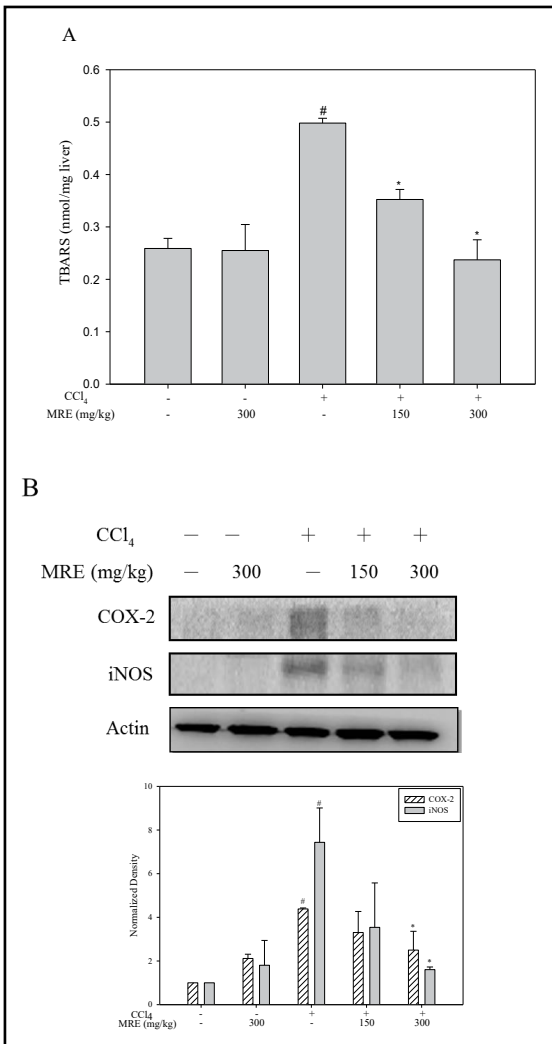 A
0.6
#
0.5
0.4
*
*
0.3
0.2
0.1
0.0
TBARS (nmol/mg liver)
CCl4 - - + + +
MRE (mg/kg) - 300 - 150 300
B
CCl4 — — + + +
MRE (mg/kg) — 300 — 150 300
COX-2
iNOS
Actin
10
COX-2
iNOS
#
8
6
#
4
*
*
2
0
Normalized Density
CCl4 - - + + +
MRE (mg/kg) - 300 - 150 300